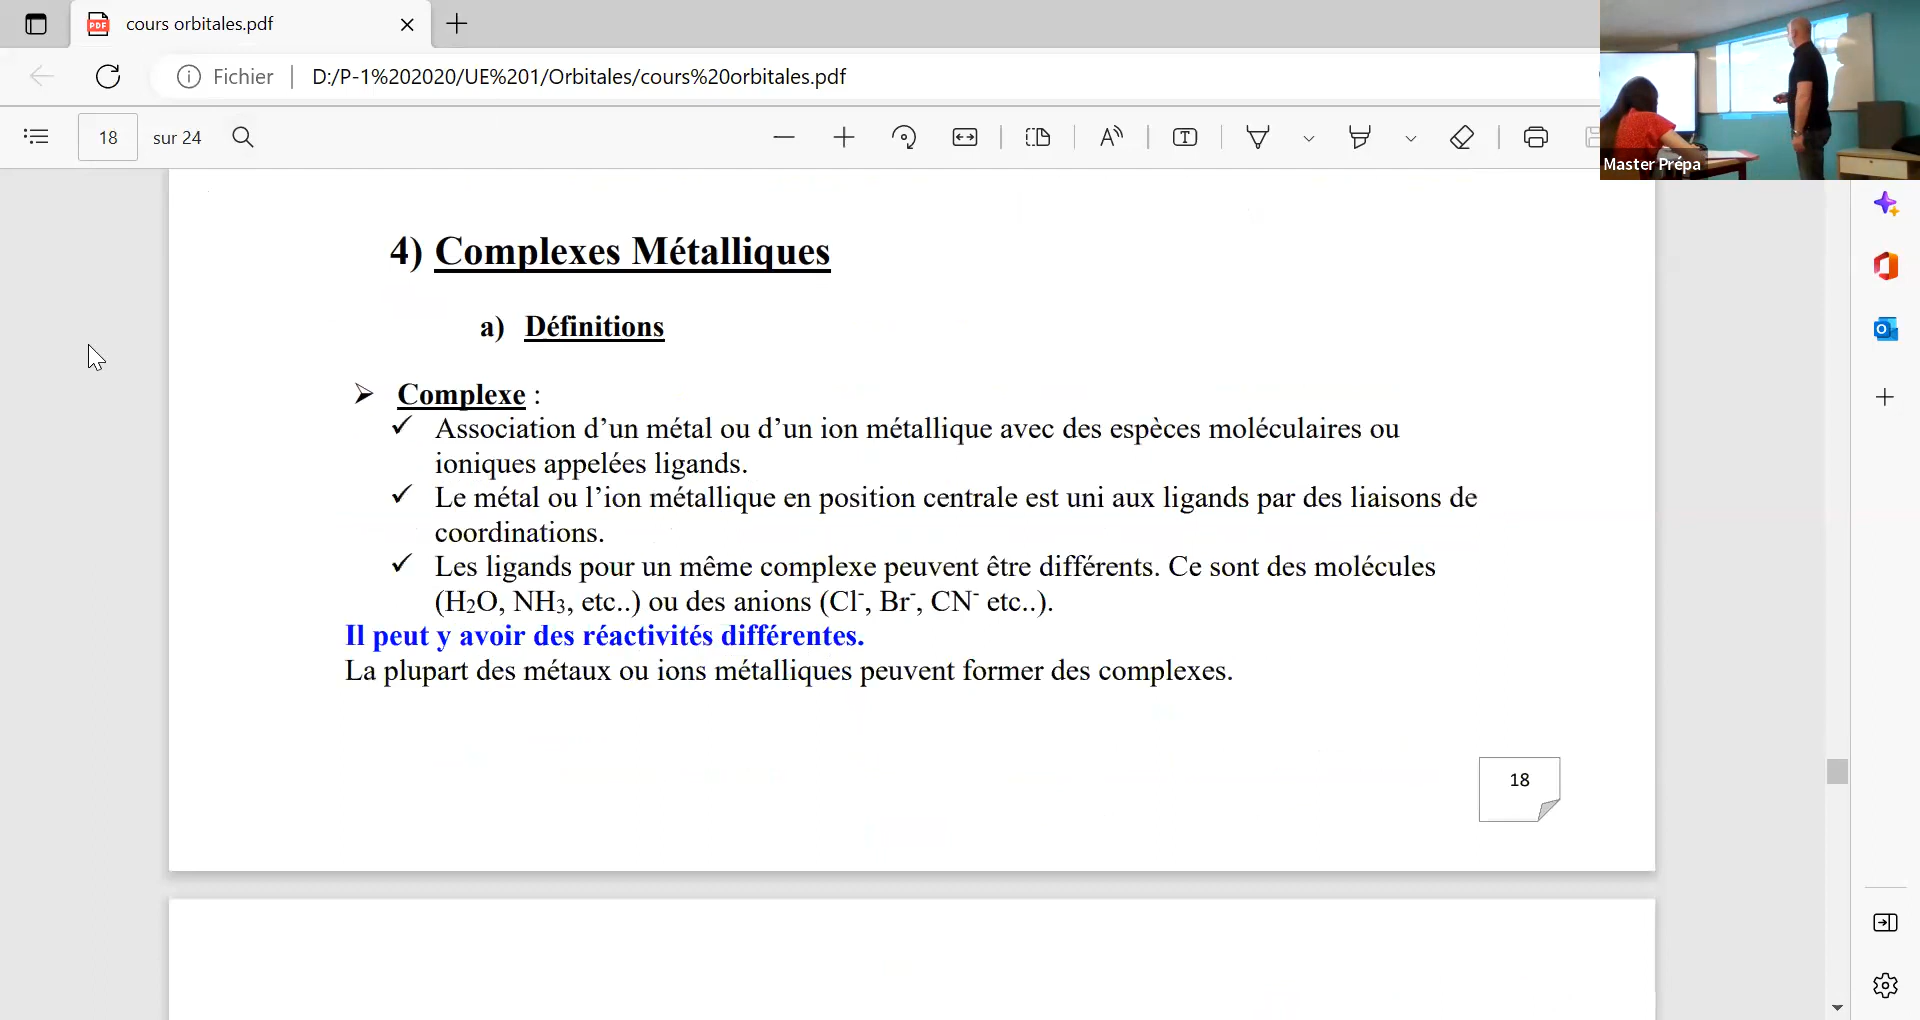 cours orbitales.pdf
Fichier
D:/P-1%202020/UE%201/Orbitales/cours%20orbitales.pdf
18 sur 24
Master Prépa
4) Complexes Métalliques
a) Définitions
➢ Complexe :
✓ Association d’un métal ou d’un ion métallique avec des espèces moléculaires ou
ioniques appelées ligands.
✓ Le métal ou l’ion métallique en position centrale est uni aux ligands par des liaisons de
coordinations.
✓ Les ligands pour un même complexe peuvent être différents. Ce sont des molécules
(H2O, NH3, etc..) ou des anions (Cl-, Br-, CN- etc..).
Il peut y avoir des réactivités différentes.
La plupart des métaux ou ions métalliques peuvent former des complexes.
18